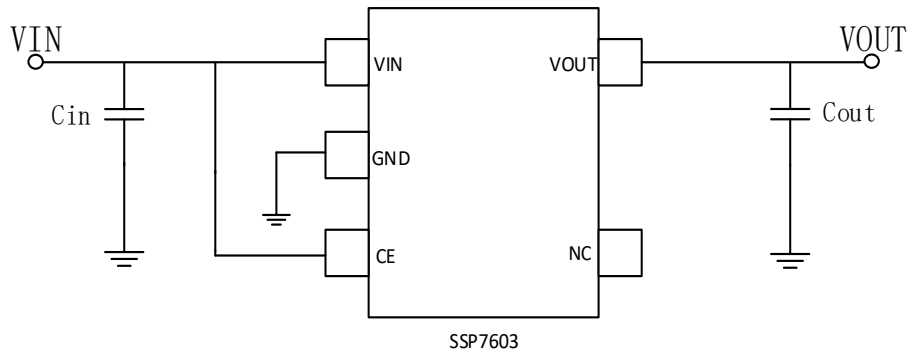 VIN
VOUT
VIN
VOUT
Cin
Cout
GND
CE
NC
SSP7603